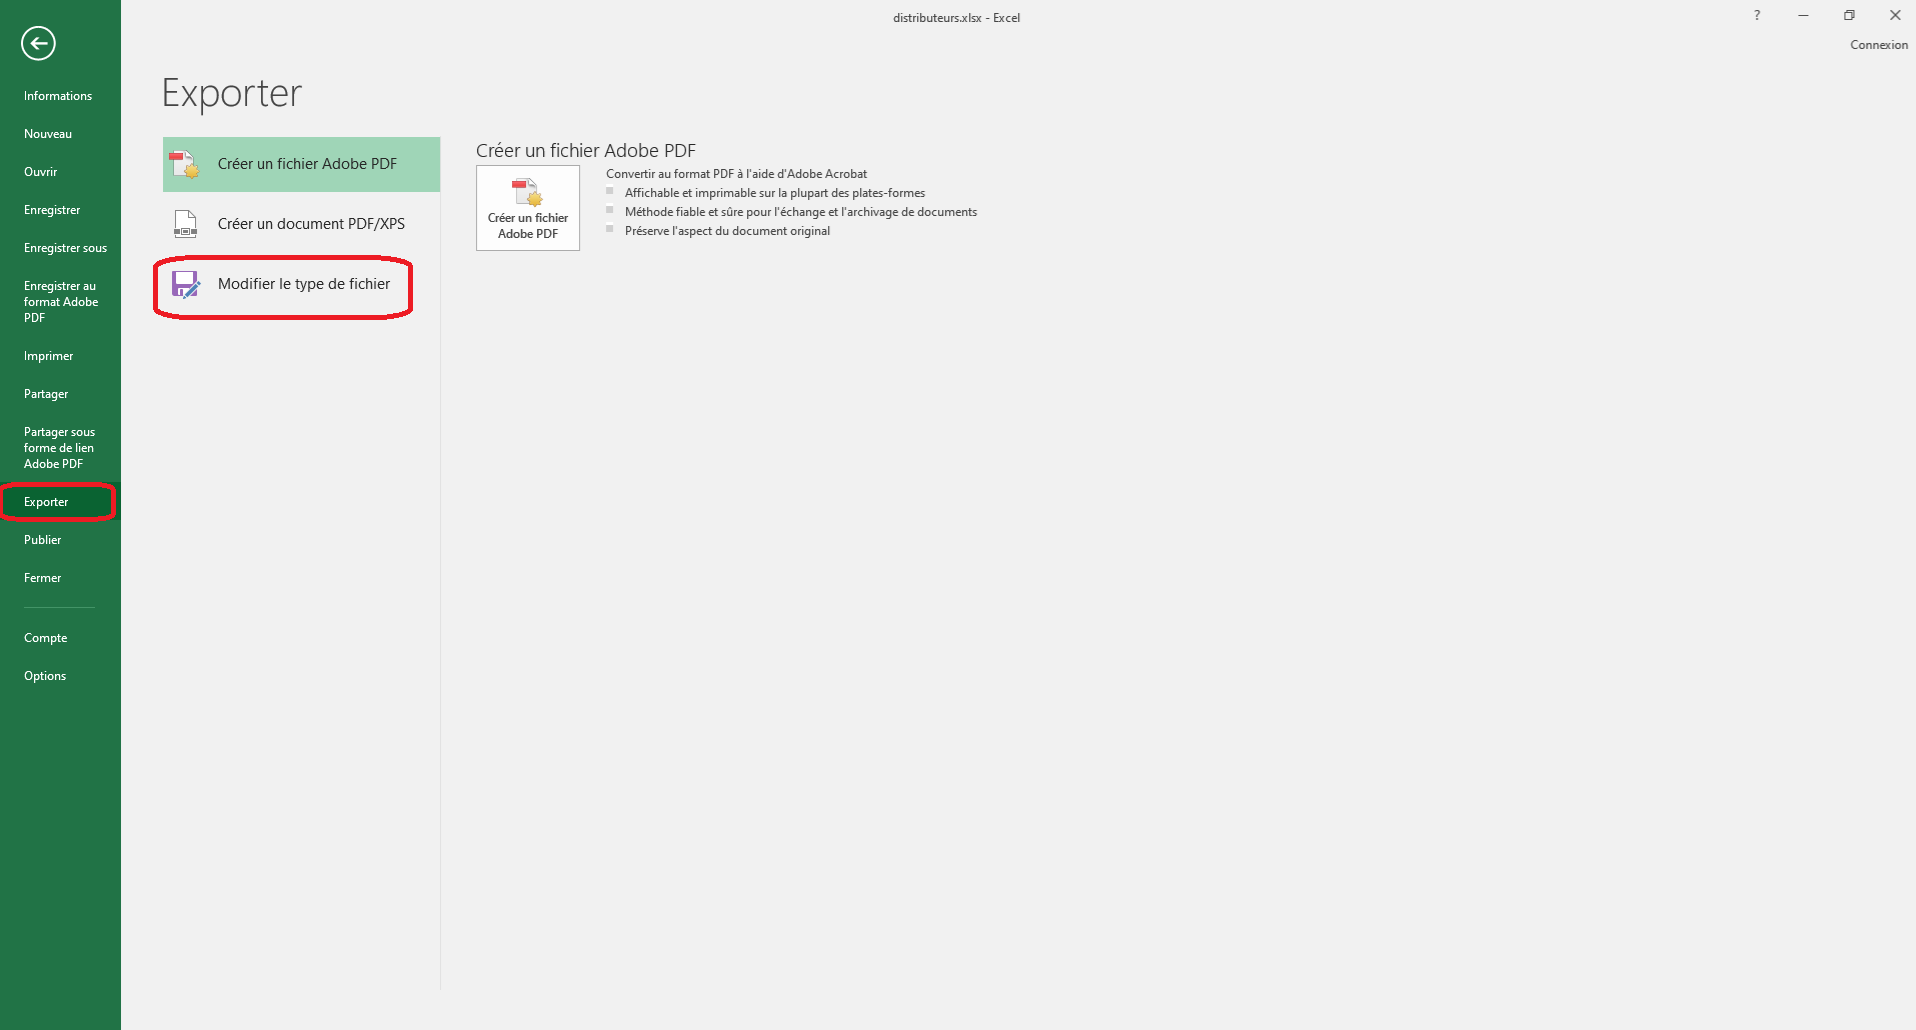 distributeurs.xlsx - Excel
?
Connexion
Informations
Nouveau
Ouvrir
Enregistrer
Enregistrer sous
Enregistrer au
format Adobe
PDF
Imprimer
Partager
Partager sous
forme de lien
Adobe PDF
Exporter
Publier
Fermer
Compte
Options
Exporter
Créer un fichier Adobe PDF
Créer un document PDF/XPS
Modifier le type de fichier
Créer un fichier Adobe PDF
Créer un fichier
Adobe PDF
Convertir au format PDF à l'aide d'Adobe Acrobat
Affichable et imprimable sur la plupart des plates-formes
Méthode fiable et sûre pour l'échange et l'archivage de documents
Préserve l'aspect du document original